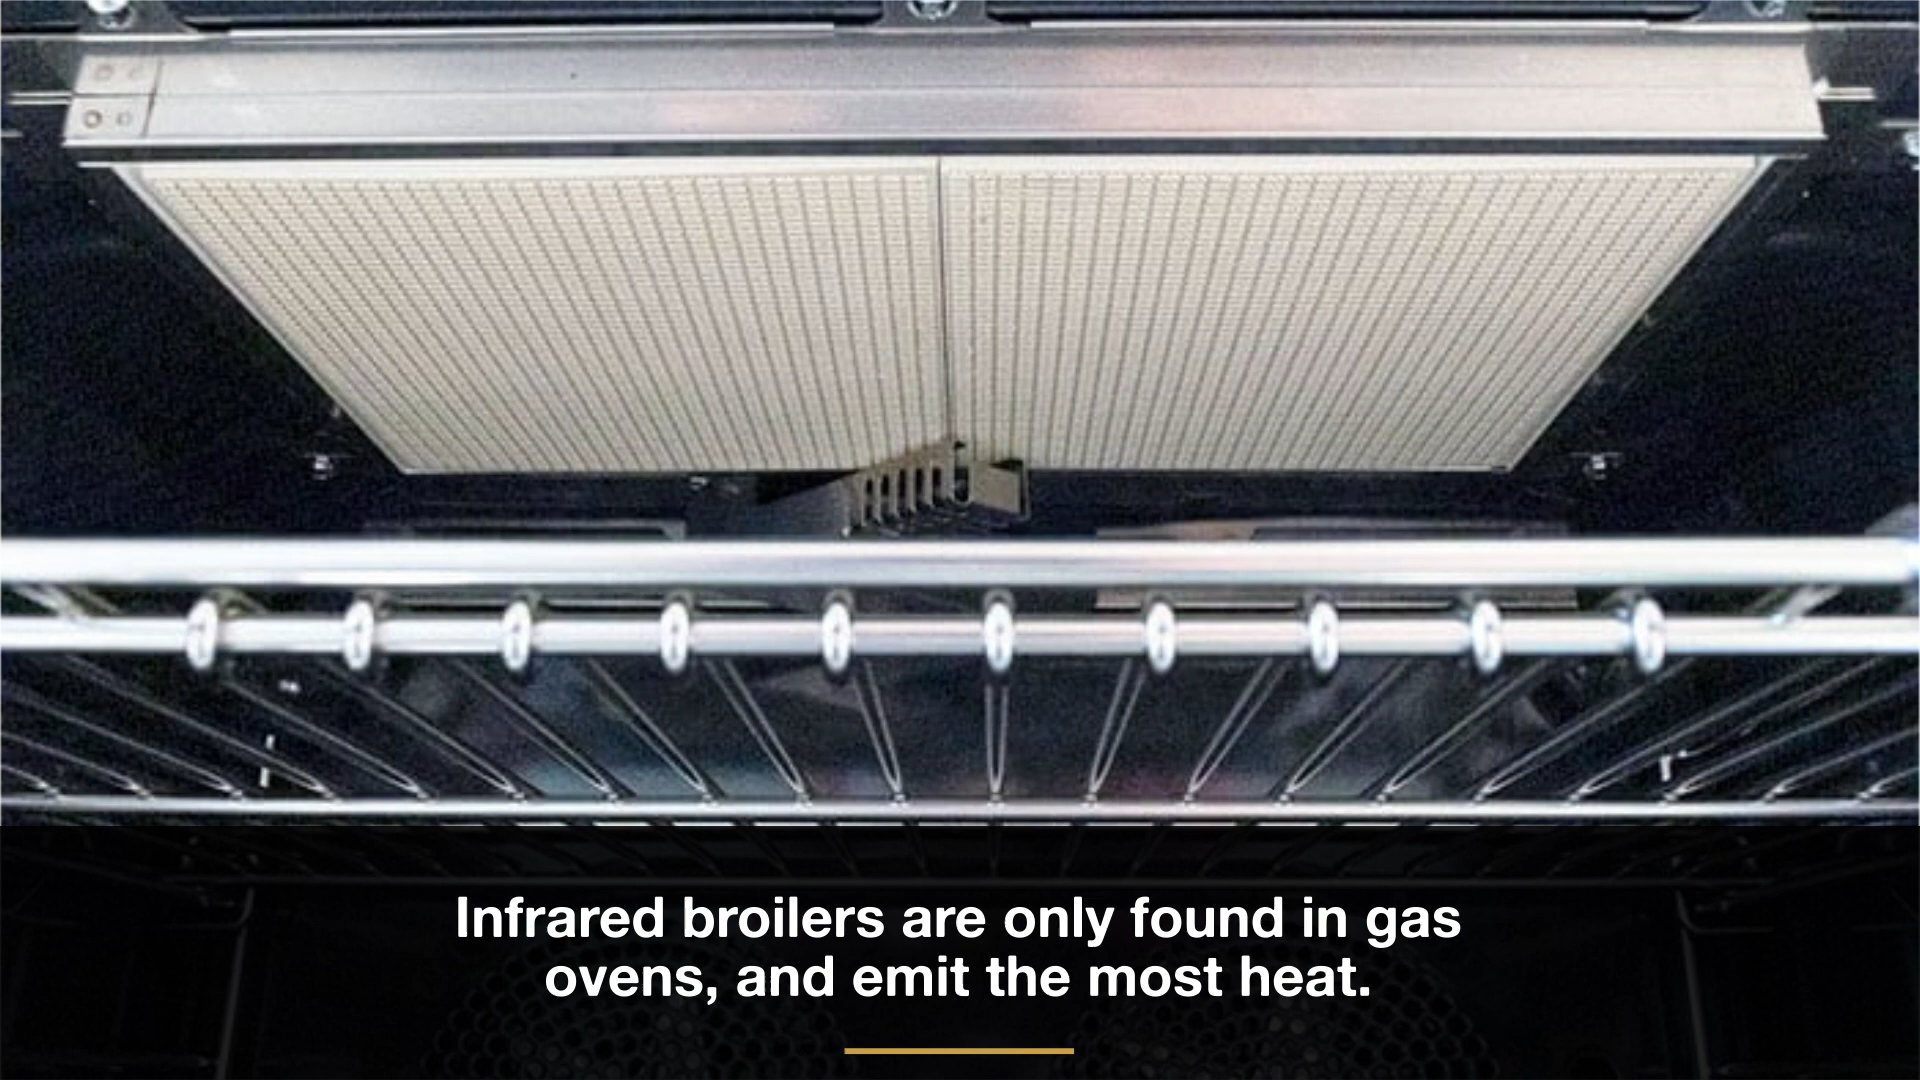 Infrared broilers are only found in gas
ovens, and emit the most heat.